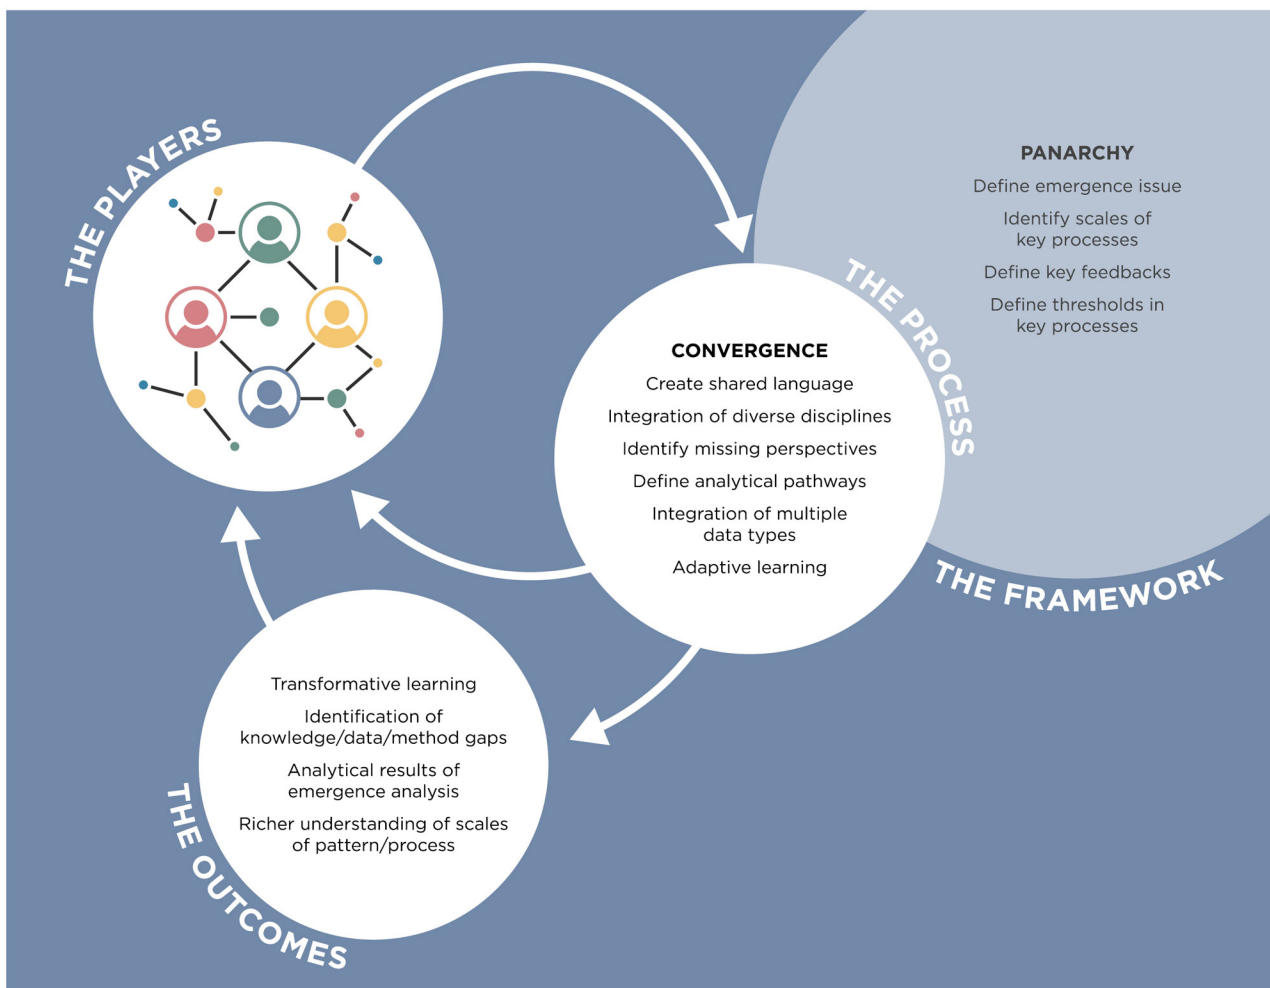 THE PLAYERS
PANARCHY
Define emergence issue
Identify scales of
key processes
Define key feedbacks
Define thresholds in
key processes
THE FRAMEWORK
THE PROCESS
CONVERGENCE
Create shared language
Integration of diverse disciplines
Identify missing perspectives
Define analytical pathways
Integration of multiple
data types
Adaptive learning
Transformative learning
Identification of
knowledge/data/method gaps
Analytical results of
emergence analysis
Richer understanding of scales
of pattern/process
THE OUTCOMES